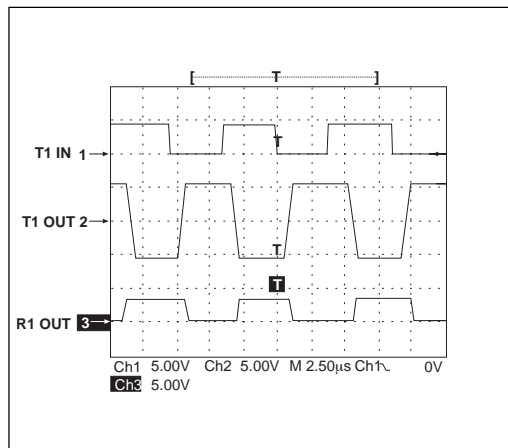 [ T ]
T
T1 IN 1
T1 OUT 2
T
T
R1 OUT 3
Ch1 5.00V Ch2 5.00V M 2.50µs Ch1 0V
Ch3 5.00V